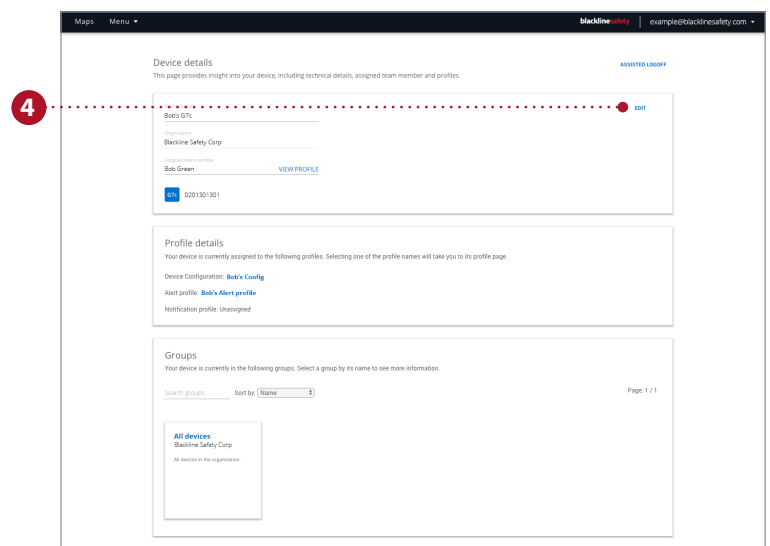 Maps Menu blacklinesafety example@blacklinesafety.com
Device details
ASSISTED LOGOFF
This page provides insight into your device, including technical details, assigned team member and profiles.
4
EDIT
Bob's G7c
Organization
Blackline Safety Corp
Assigned team member
Bob Green VIEW PROFILE
G7c 0201301301
Profile details
Your device is currently assigned to the following profiles. Selecting one of the profile names will take you to its profile page.
Device Configuration: Bob's Config
Alert profile: Bob's Alert profile
Notification profile: Unassigned
Groups
Your device is currently in the following groups. Select a group by its name to see more information.
Search groups Sort by: Name Page: 1 / 1
All devices
Blackline Safety Corp
All devices in the organization.